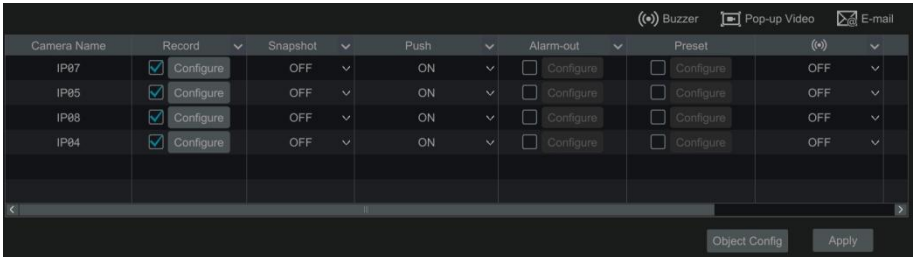 Buzzer Pop-up Video E-mail
Camera Name Record Snapshot Push Alarm-out Preset
IP07 Configure OFF ON Configure Configure OFF
IP05 Configure OFF ON Configure Configure OFF
IP08 Configure OFF ON Configure Configure OFF
IP04 Configure OFF ON Configure Configure OFF
Object Config Apply